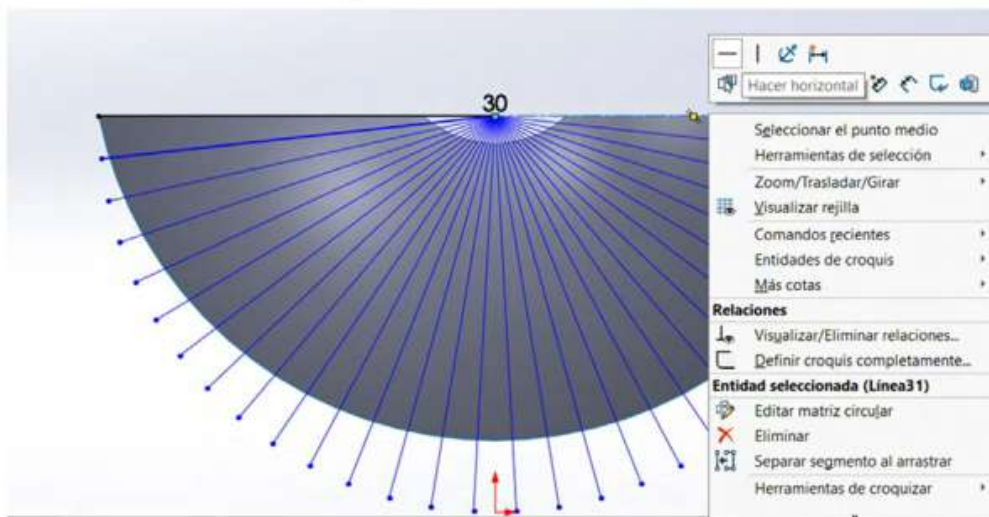 30
Hacer horizontal
Seleccionar el punto medio
Herramientas de selección
Zoom/Trasladar/Girar
Visualizar rejilla
Comandos recientes
Entidades de croquis
Más cotas
Relaciones
Visualizar/Eliminar relaciones...
Definir croquis completamente...
Entidad seleccionada (Línea31)
Editar matriz circular
Eliminar
Separar segmento al arrastrar
Herramientas de croquizar